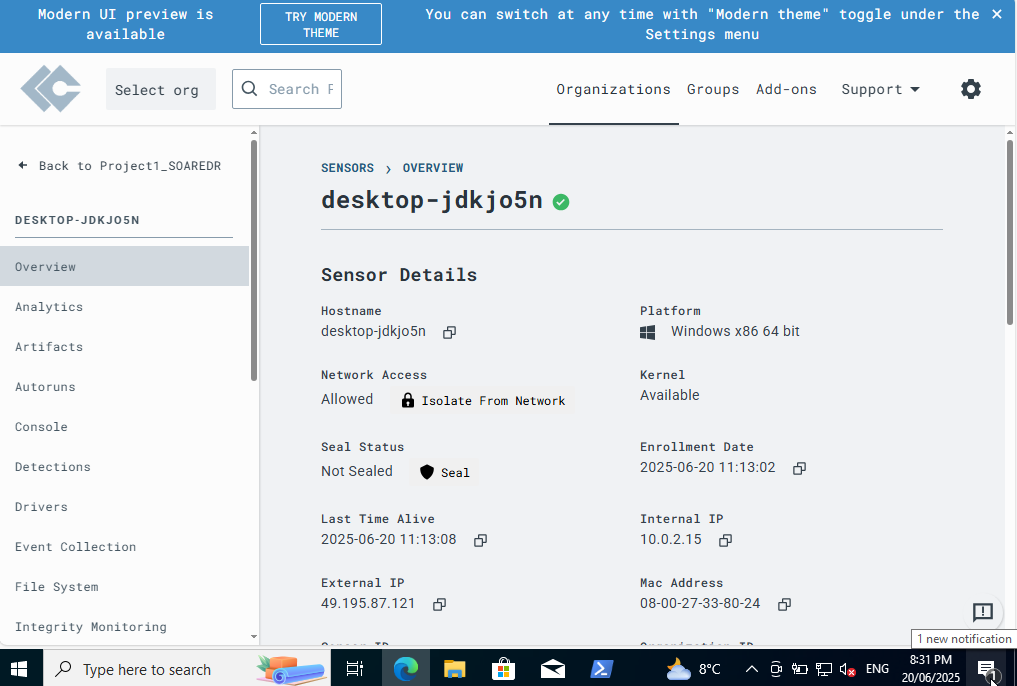 Modern UI preview is
available
TRY MODERN
THEME
You can switch at any time with "Modern theme" toggle under the
Settings menu
Select org
Search F
Organizations
Groups
Add-ons
Support
Back to Project1_SOAREDR
DESKTOP-JDKJO5N
Overview
Analytics
Artifacts
Autoruns
Console
Detections
Drivers
Event Collection
File System
Integrity Monitoring
SENSORS > OVERVIEW
desktop-jdkjo5n
Sensor Details
Hostname
desktop-jdkjo5n
Platform
Windows x86 64 bit
Network Access
Allowed
Isolate From Network
Kernel
Available
Seal Status
Not Sealed
Seal
Enrollment Date
2025-06-20 11:13:02
Last Time Alive
2025-06-20 11:13:08
Internal IP
10.0.2.15
External IP
49.195.87.121
Mac Address
08-00-27-33-80-24
1 new notification
Type here to search
8°C
ENG
8:31 PM
20/06/2025
1